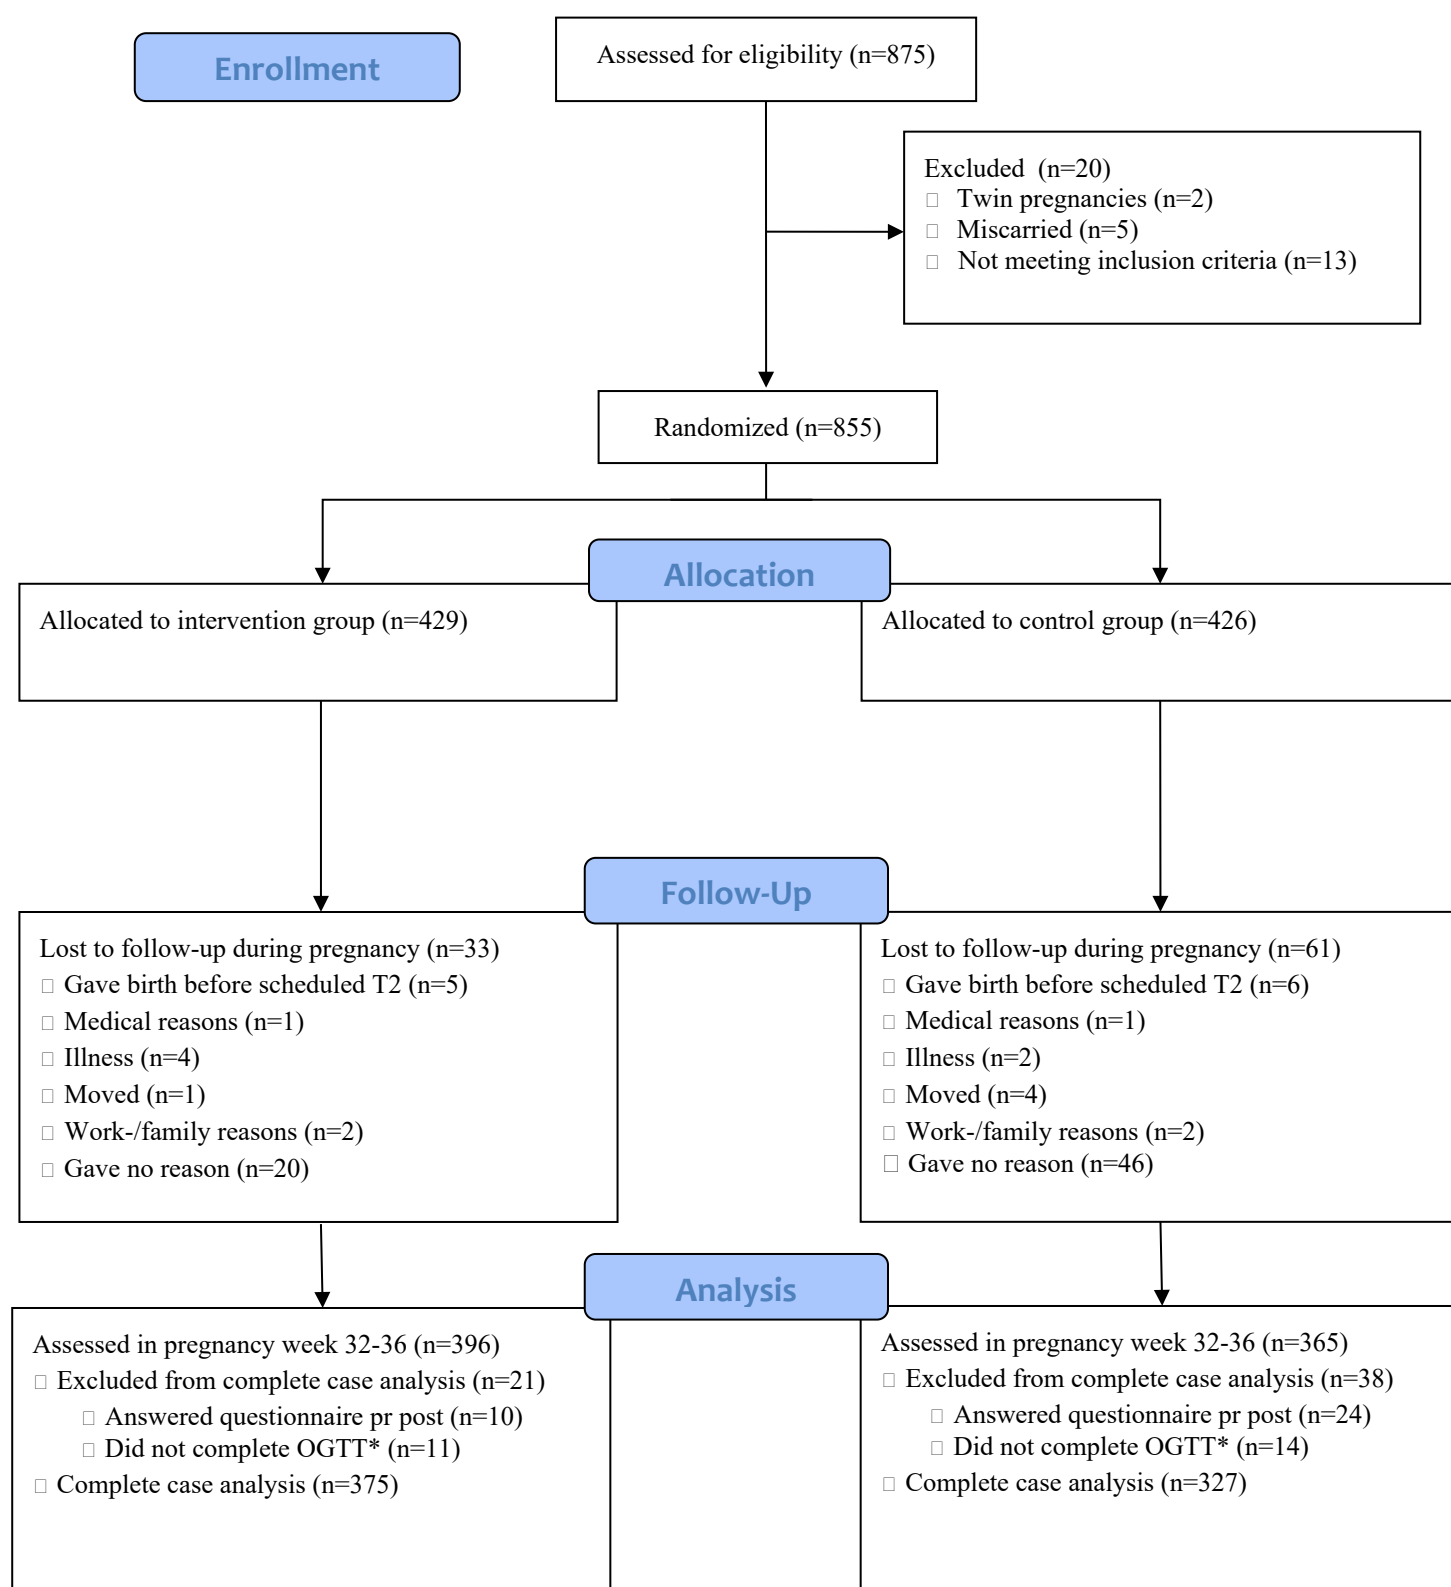 Enrollment
Assessed for eligibility (n=875)
Excluded (n=20)
□ Twin pregnancies (n=2)
□ Miscarried (n=5)
□ Not meeting inclusion criteria (n=13)
Randomized (n=855)
Allocation
Allocated to intervention group (n=429)
Allocated to control group (n=426)
Follow-Up
Lost to follow-up during pregnancy (n=33)
□ Gave birth before scheduled T2 (n=5)
□ Medical reasons (n=1)
□ Illness (n=4)
□ Moved (n=1)
□ Work-/family reasons (n=2)
□ Gave no reason (n=20)
Lost to follow-up during pregnancy (n=61)
□ Gave birth before scheduled T2 (n=6)
□ Medical reasons (n=1)
□ Illness (n=2)
□ Moved (n=4)
□ Work-/family reasons (n=2)
□ Gave no reason (n=46)
Analysis
Assessed in pregnancy week 32-36 (n=396)
□ Excluded from complete case analysis (n=21)
□ Answered questionnaire pr post (n=10)
□ Did not complete OGTT* (n=11)
□ Complete case analysis (n=375)
Assessed in pregnancy week 32-36 (n=365)
□ Excluded from complete case analysis (n=38)
□ Answered questionnaire pr post (n=24)
□ Did not complete OGTT* (n=14)
□ Complete case analysis (n=327)